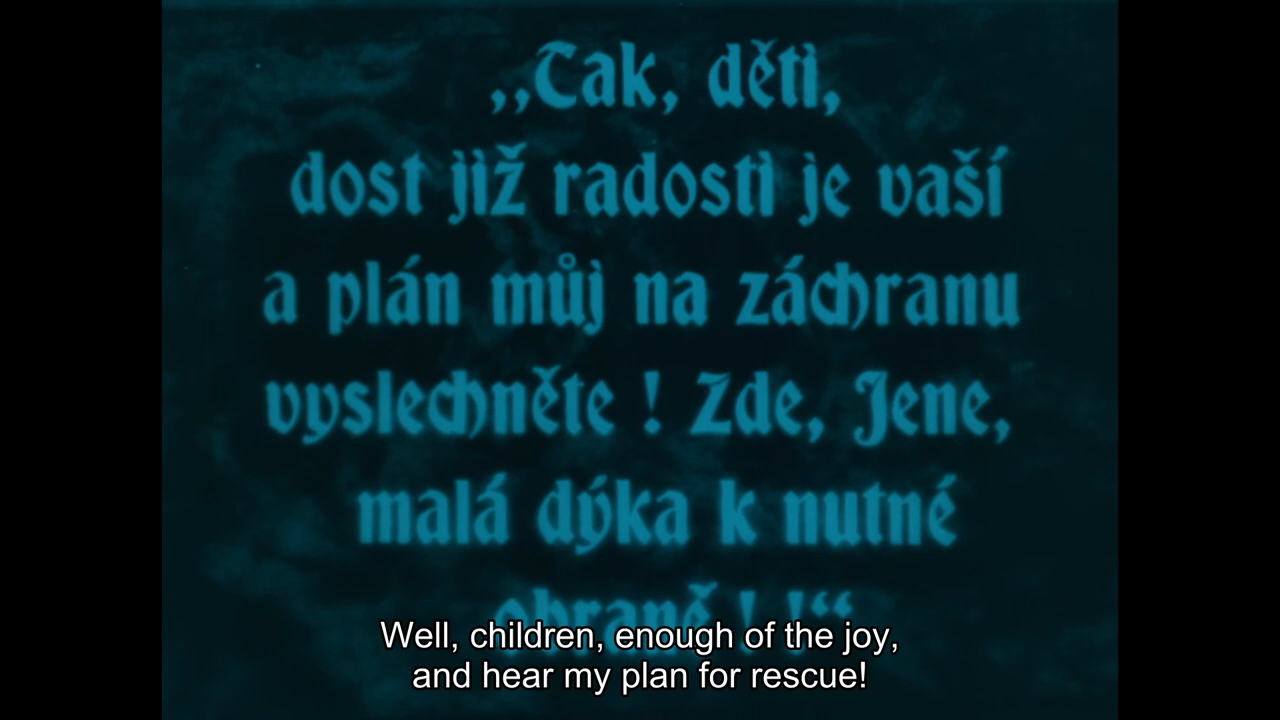 ,,Tak, děti,
dost již radosti je vaší
a plán můj na záchranu
vyslechněte ! Zde, Jene,
malá dýka k nutné
obraně ! !“
Well, children, enough of the joy,
and hear my plan for rescue!